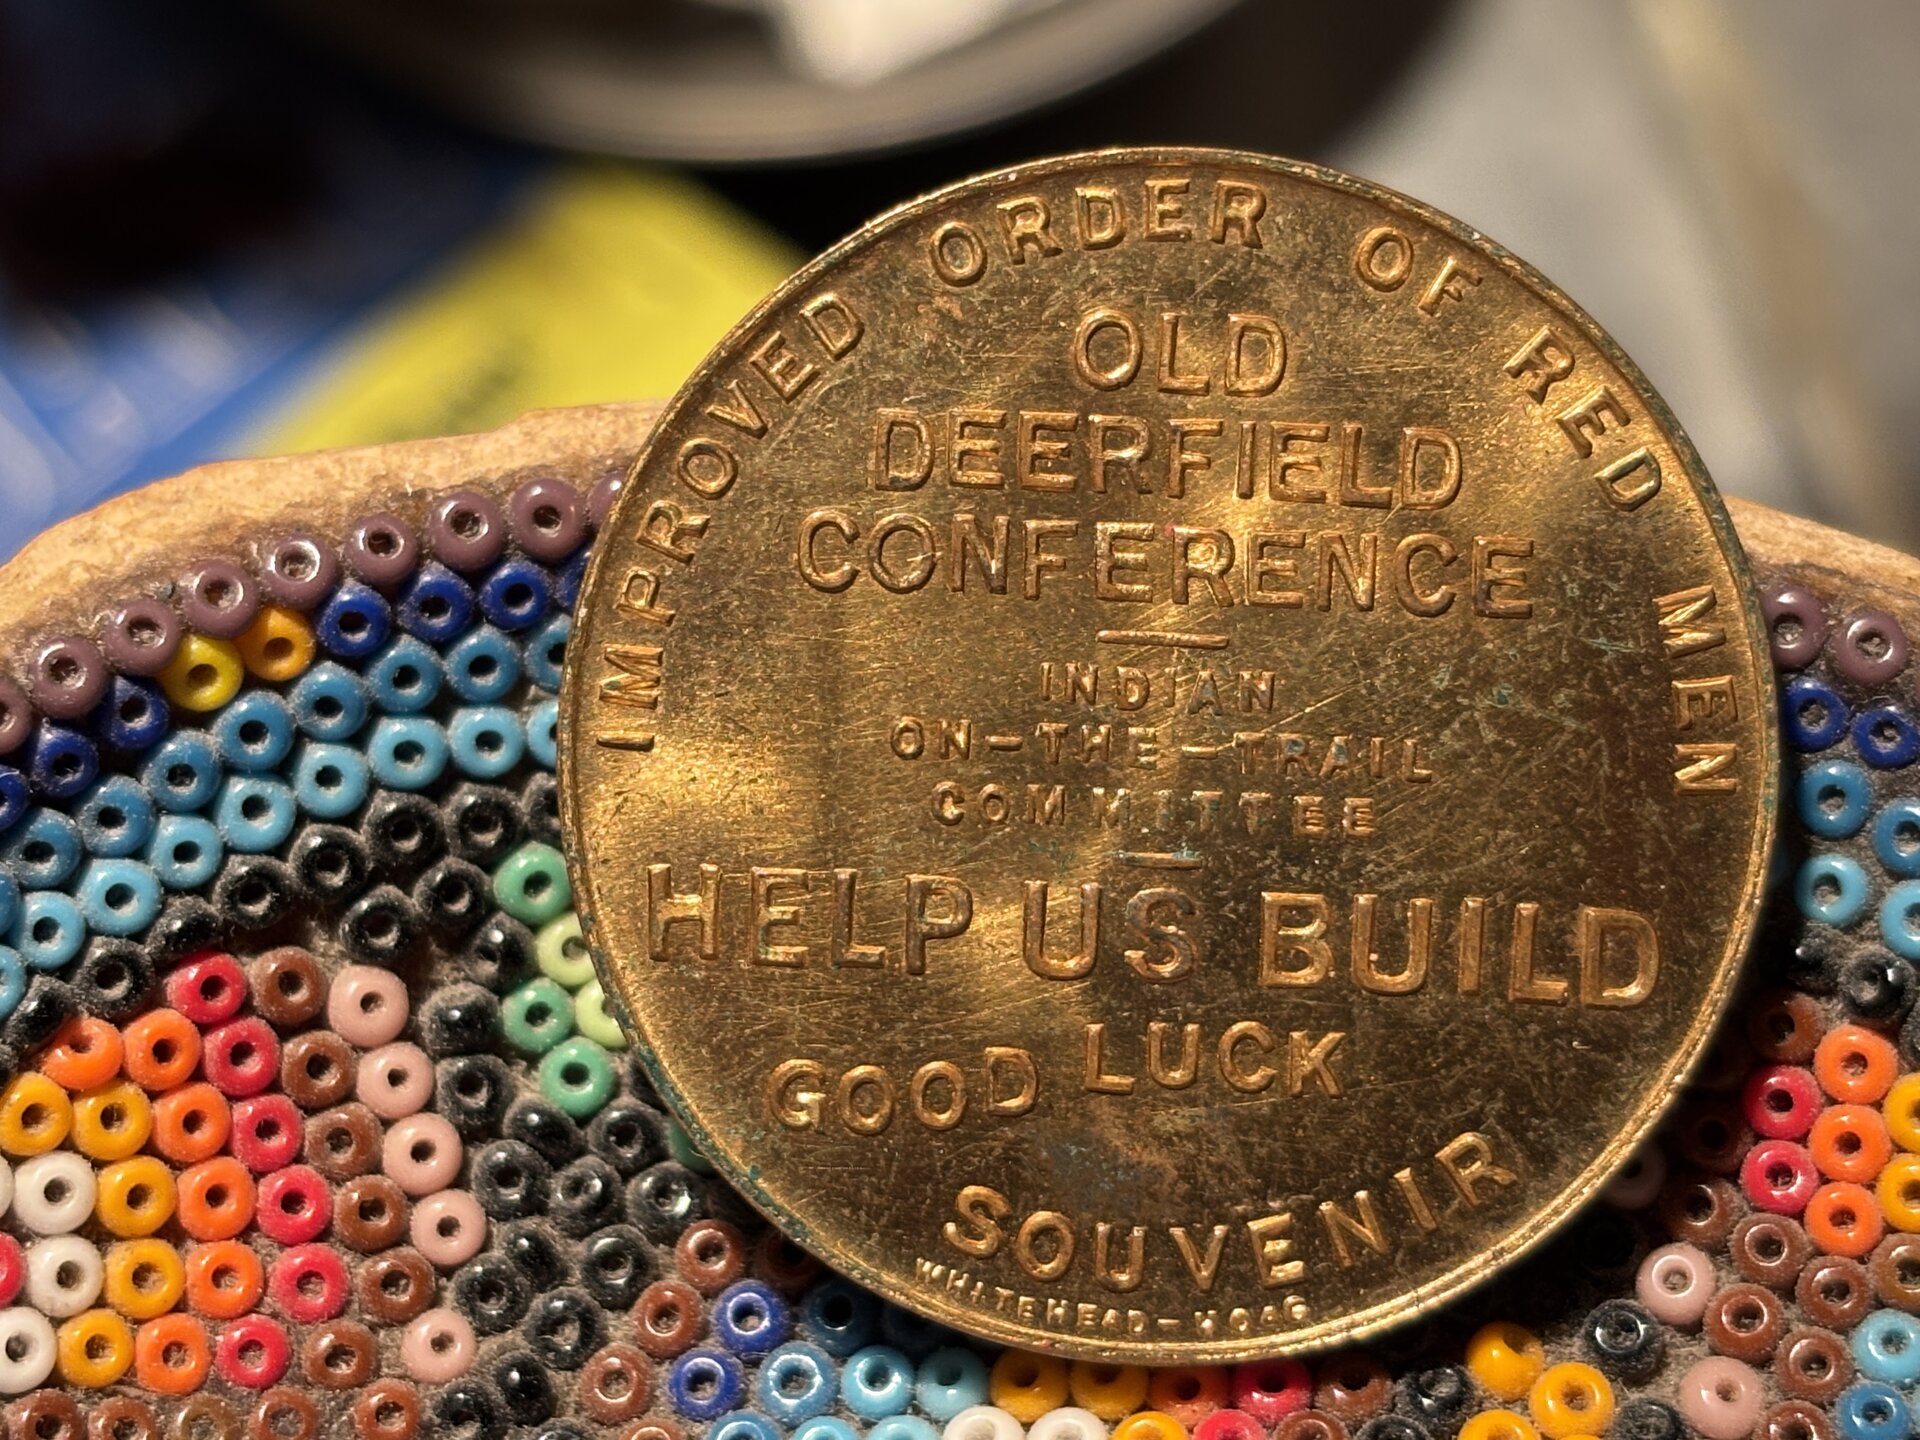 IMPROVED ORDER OF RED MEN
OLD
DEERFIELD
CONFERENCE
INDIAN
ON-THE-TRAIL
COMMITTEE
HELP US BUILD
GOOD LUCK
SOUVENIR
WHITEHEAD-HOAG